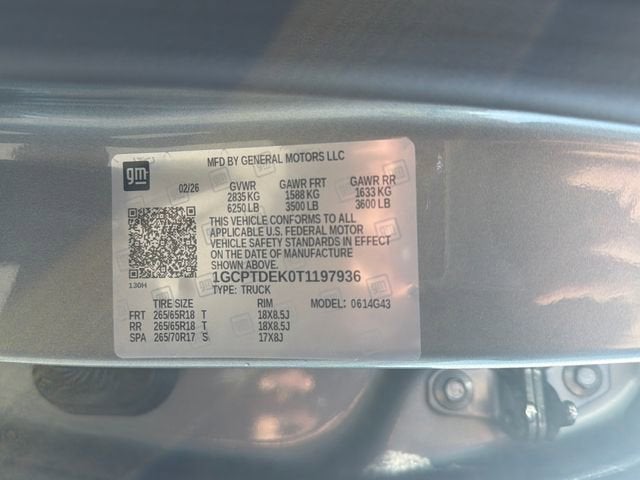 MFD BY GENERAL MOTORS LLC
gm
02/26 GVWR GAWR FRT GAWR RR
2835 KG 1588 KG 1633 KG
6250 LB 3500 LB 3600 LB
THIS VEHICLE CONFORMS TO ALL
APPLICABLE U.S. FEDERAL MOTOR
VEHICLE SAFETY STANDARDS IN EFFECT
ON THE DATE OF MANUFACTURE
SHOWN ABOVE.
1GCPTDEK0T1197936
130H
TYPE: TRUCK
TIRE SIZE RIM MODEL: 0614G43
FRT 265/65R18 T 18X8.5J
RR 265/65R18 T 18X8.5J
SPA 265/70R17 S 17X8J